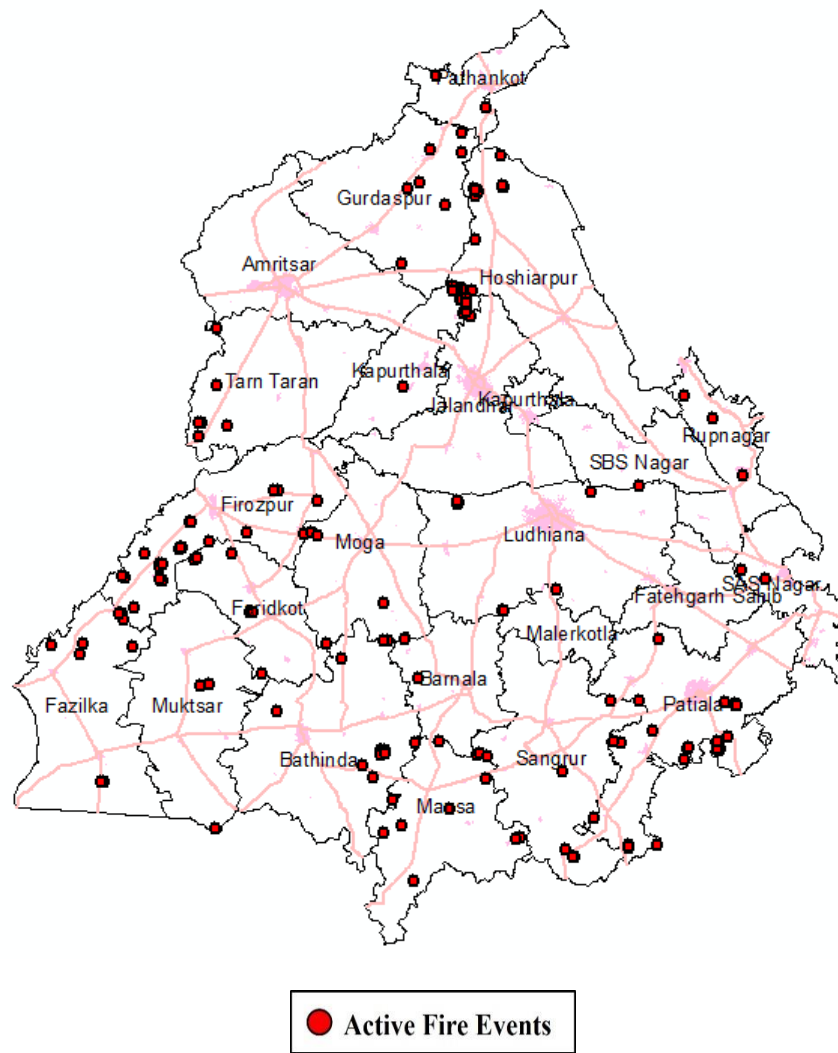 Pathankot
Gurdaspur
Amritsar
Hoshiarpur
Tarn Taran
Kapurthala
Kapurthala
Jalandhar
Rupnagar
SBS Nagar
Firozpur
Moga
Ludhiana
SAS Nagar
Fatehgarh Sahib
Faridkot
Malerkotla
Barnala
Fazilka
Muktsar
Patiala
Bathinda
Sangrur
Mansa
Active Fire Events